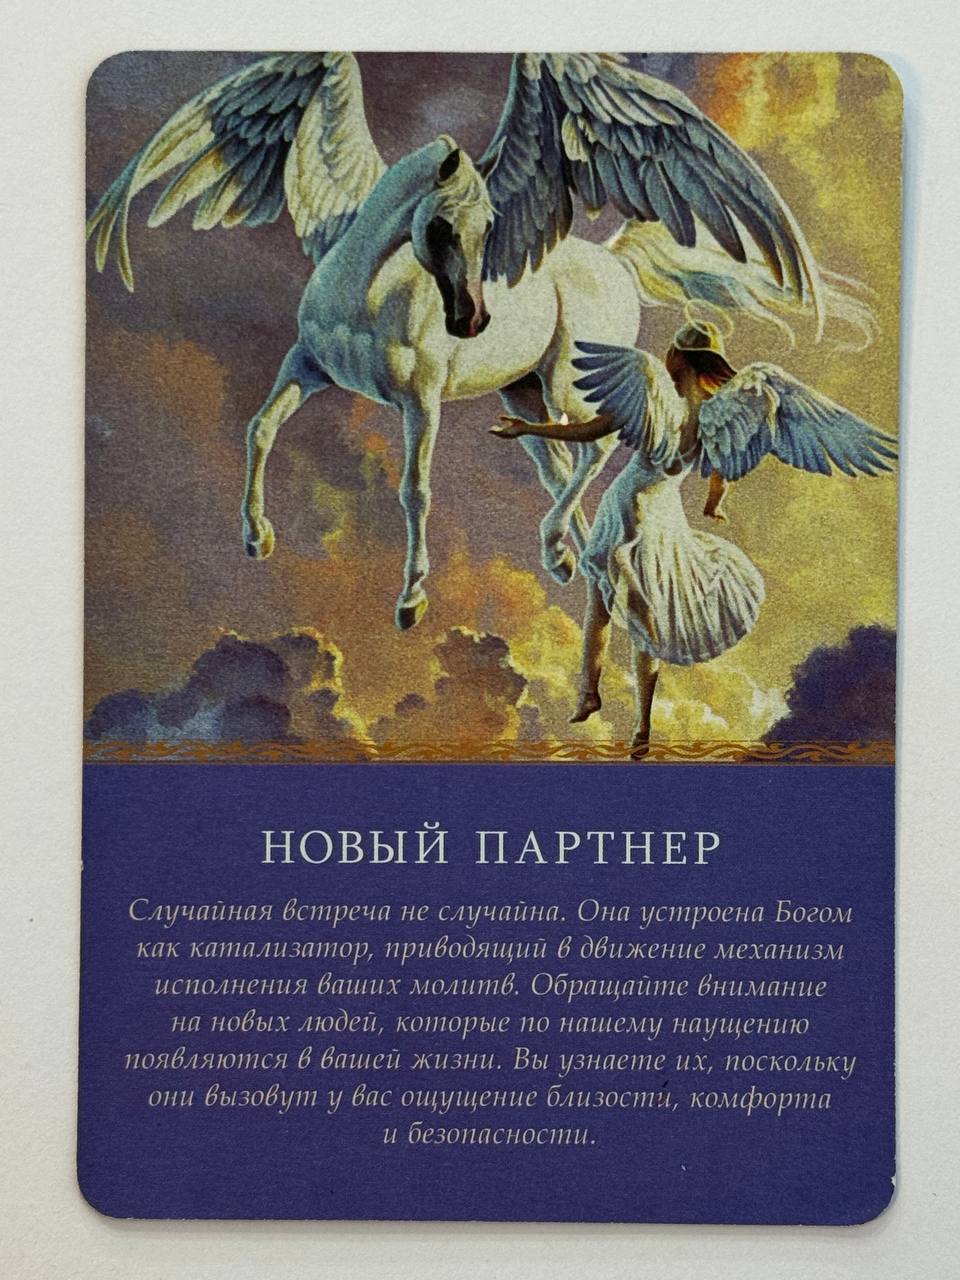 НОВЫЙ ПАРТНЕР
Случайная встреча не случайна. Она устроена Богом
как катализатор, приводящий в движение механизм
исполнения ваших молитв. Обращайте внимание
на новых людей, которые по нашему наущению
появляются в вашей жизни. Вы узнаете их, поскольку
они вызовут у вас ощущение близости, комфорта
и безопасности.